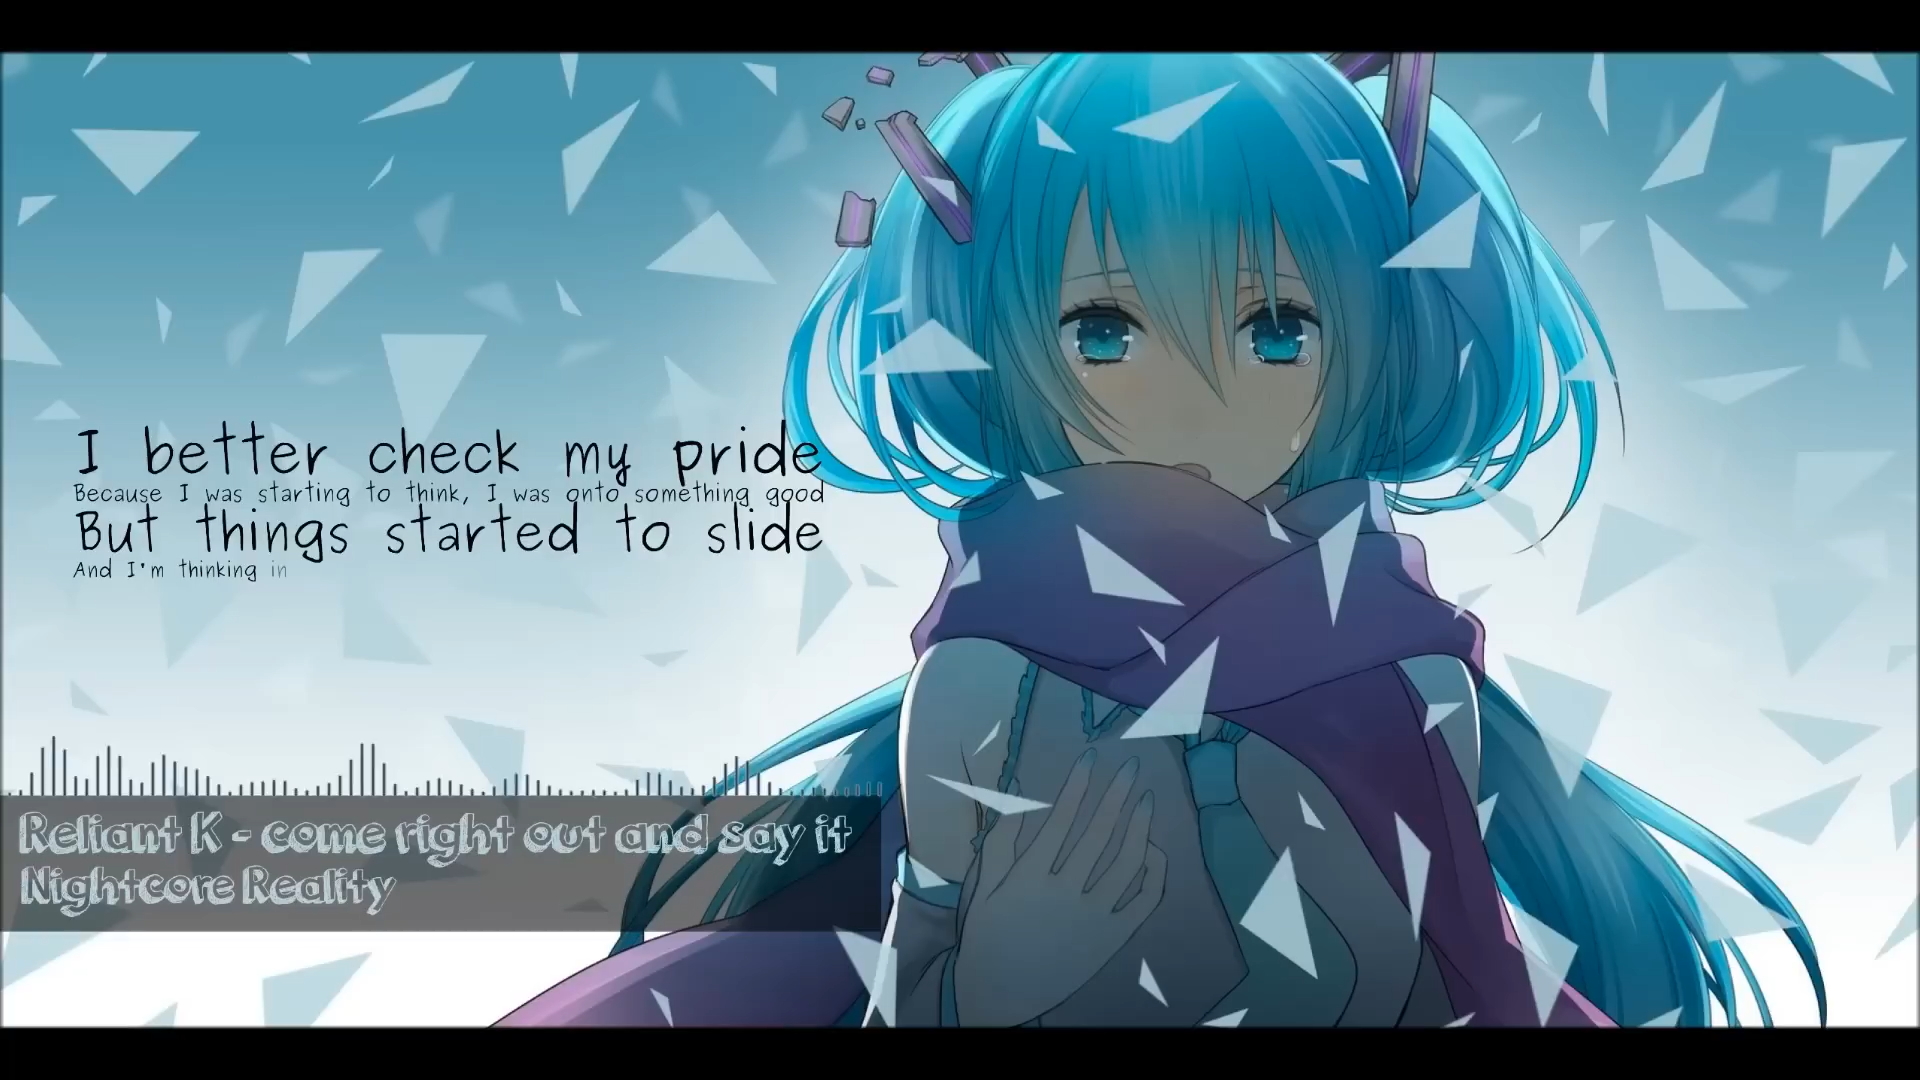 I better check my pride
Because I was starting to think, I was onto something good
But things started to slide
And I'm thinking in
Reliant K - come right out and say it
Nightcore Reality